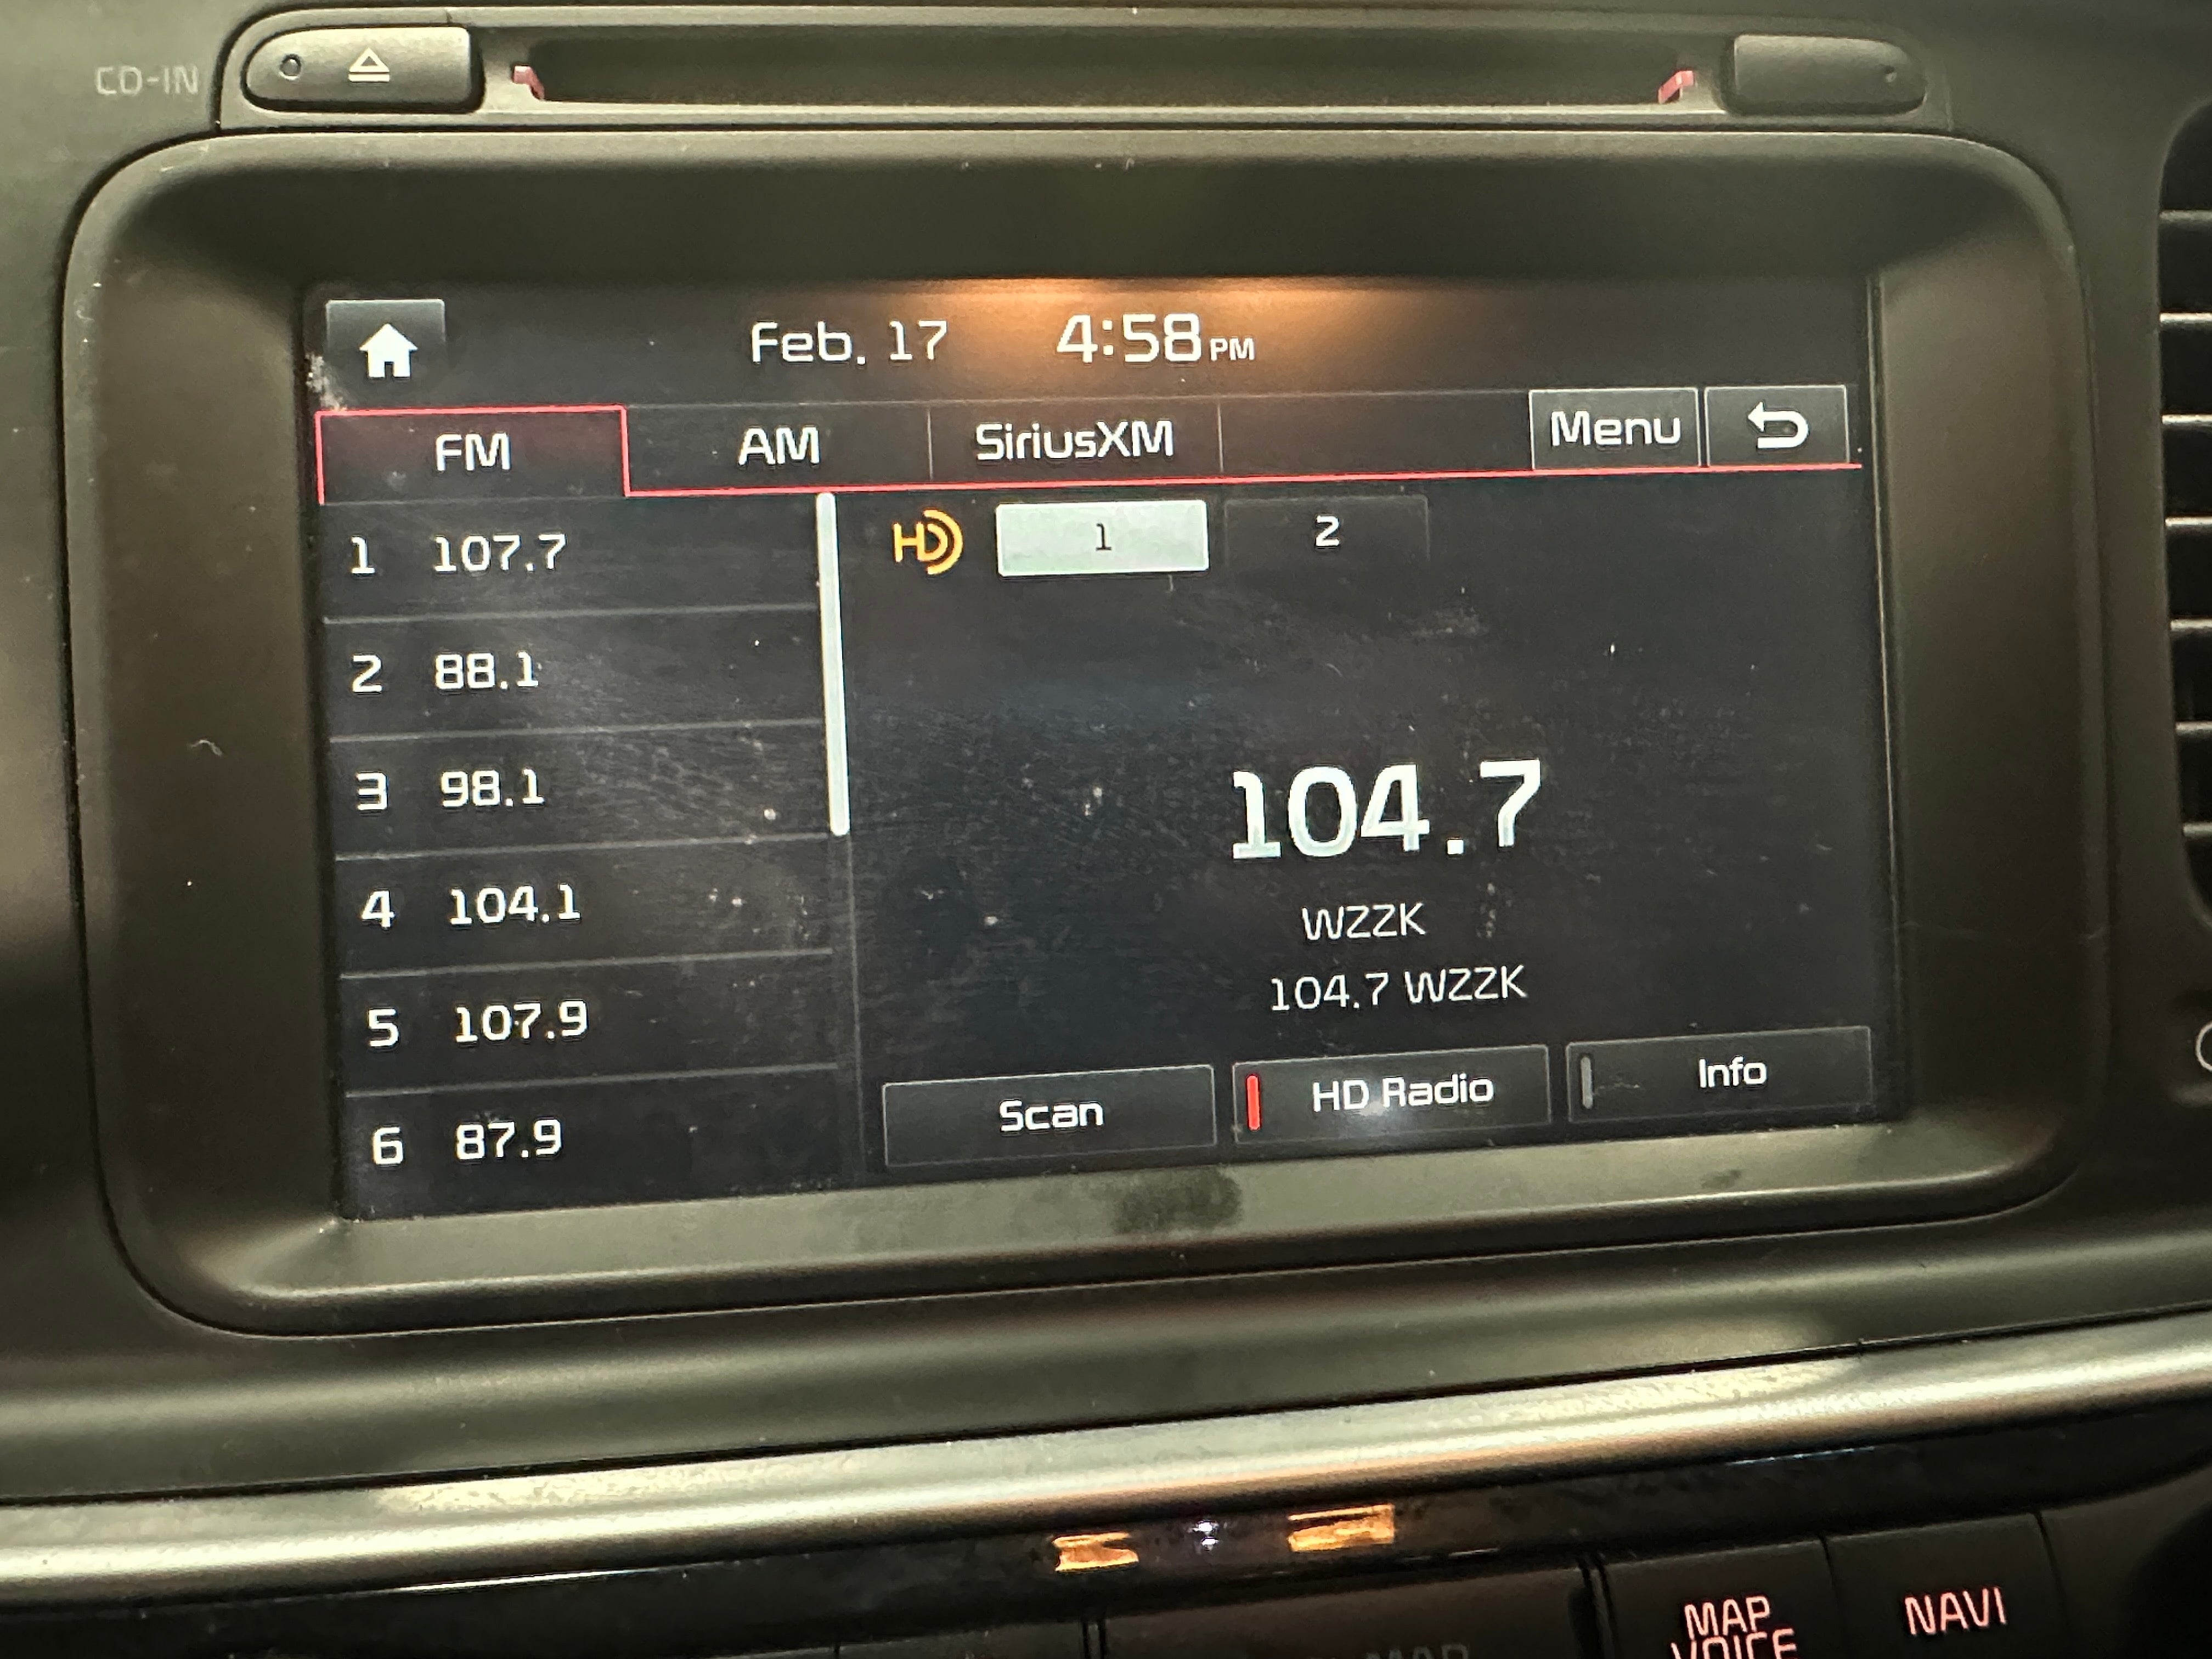 CD-IN
Feb. 17 4:58 PM
FM AM SiriusXM Menu
1 107.7
2 88.1
3 98.1
4 104.1
5 107.9
6 87.9
HD 1 2
104.7
WZZK
104.7 WZZK
Scan HD Radio Info
MAP
MAP
VOICE
NAVI